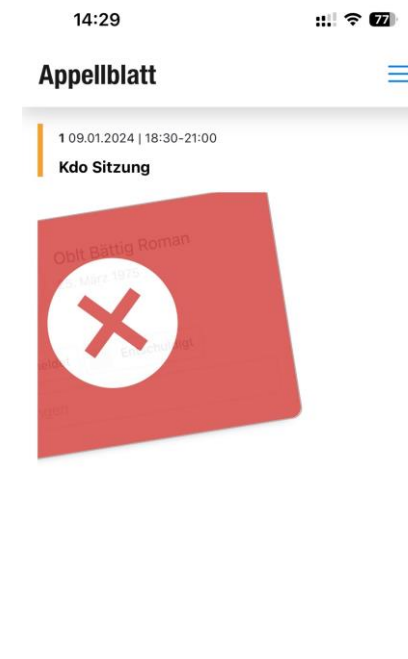 14:29
77
Appellblatt
1 09.01.2024 | 18:30-21:00
Kdo Sitzung
Oblt Bättig Roman
März 1975
Entschuldigt